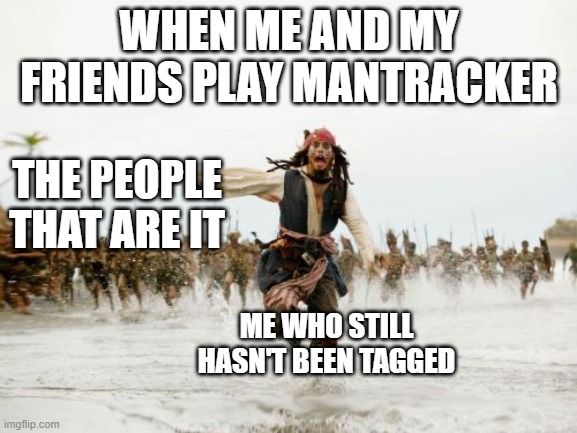 WHEN ME AND MY
FRIENDS PLAY MANTRACKER
THE PEOPLE
THAT ARE IT
ME WHO STILL
HASN'T BEEN TAGGED
imgflip.com